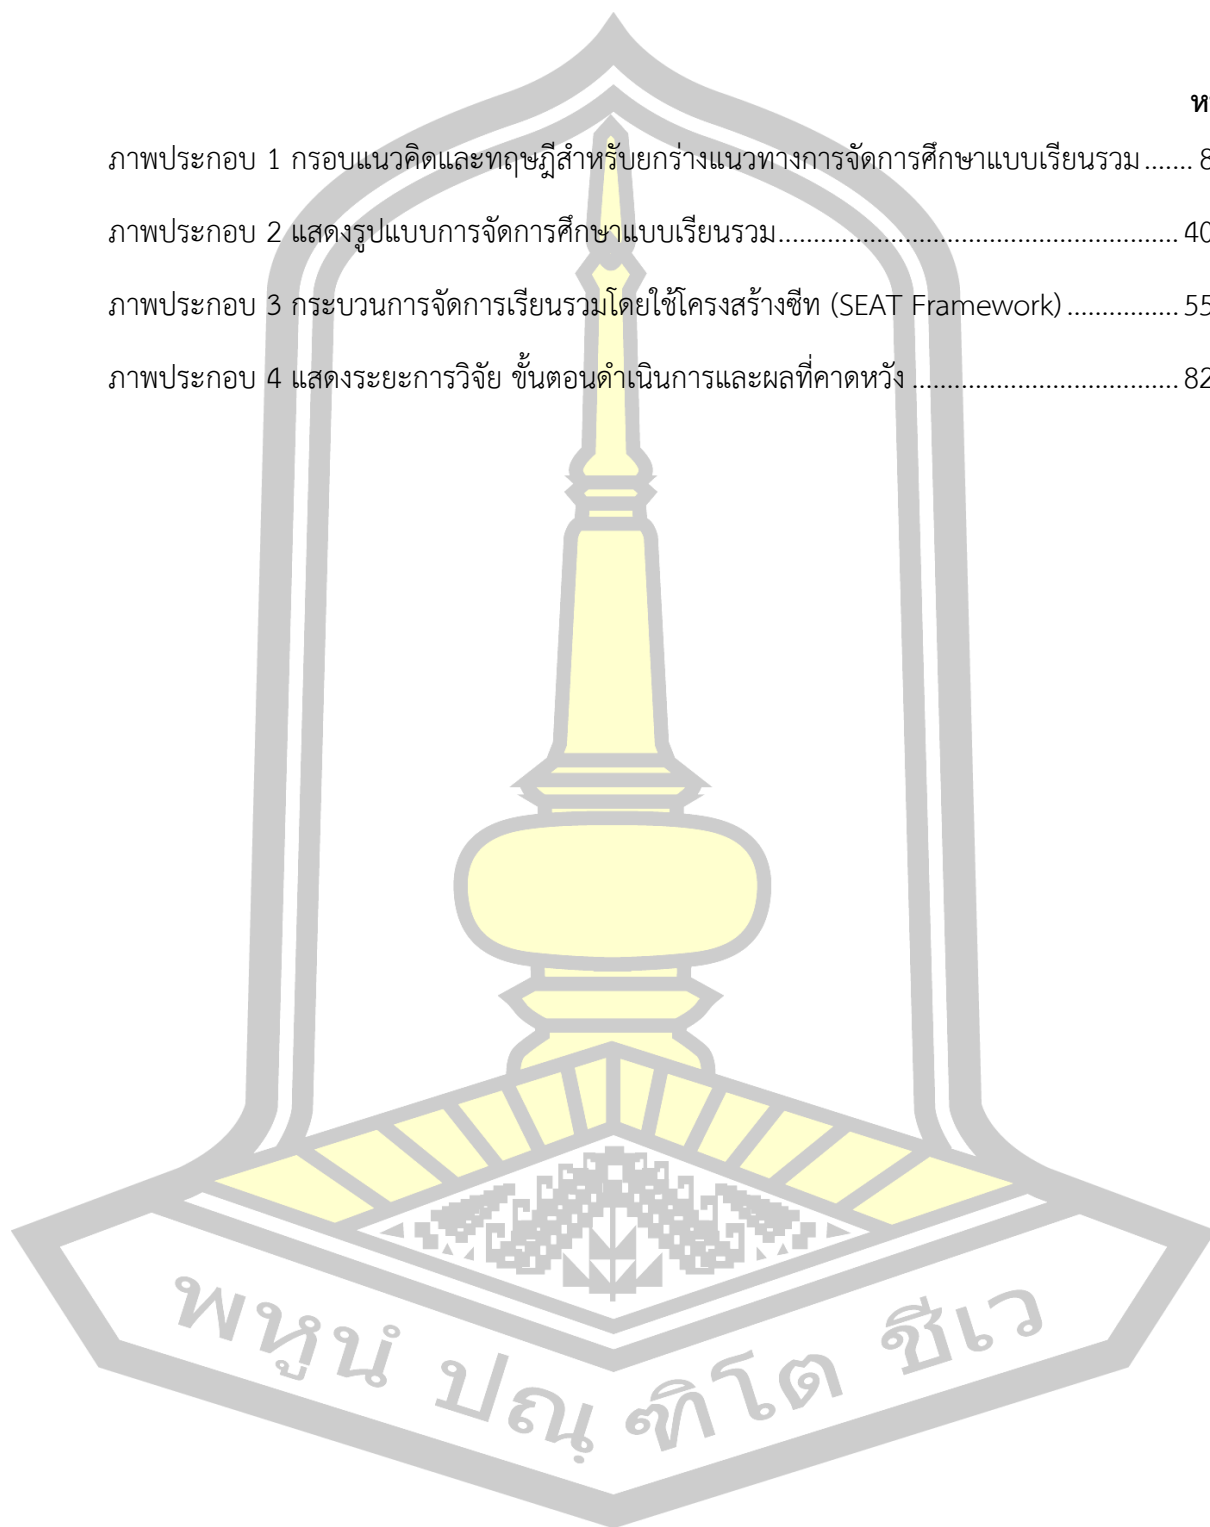 ภาพประกอบ 1 กรอบแนวคิดและทฤษฎีสำหรับยกร่างแนวทางการจัดการศึกษาแบบเรียนรวม....... 8
ภาพประกอบ 2 แสดงรูปแบบการจัดการศึกษาแบบเรียนรวม........................................................... 40
ภาพประกอบ 3 กระบวนการจัดการเรียนรวมโดยใช้โครงสร้างซีท (SEAT Framework)................ 55
ภาพประกอบ 4 แสดงระยะการวิจัย ขั้นตอนดำเนินการและผลที่คาดหวัง ....................................... 82
พหูนํ ปณฺฑิโต ชีเว